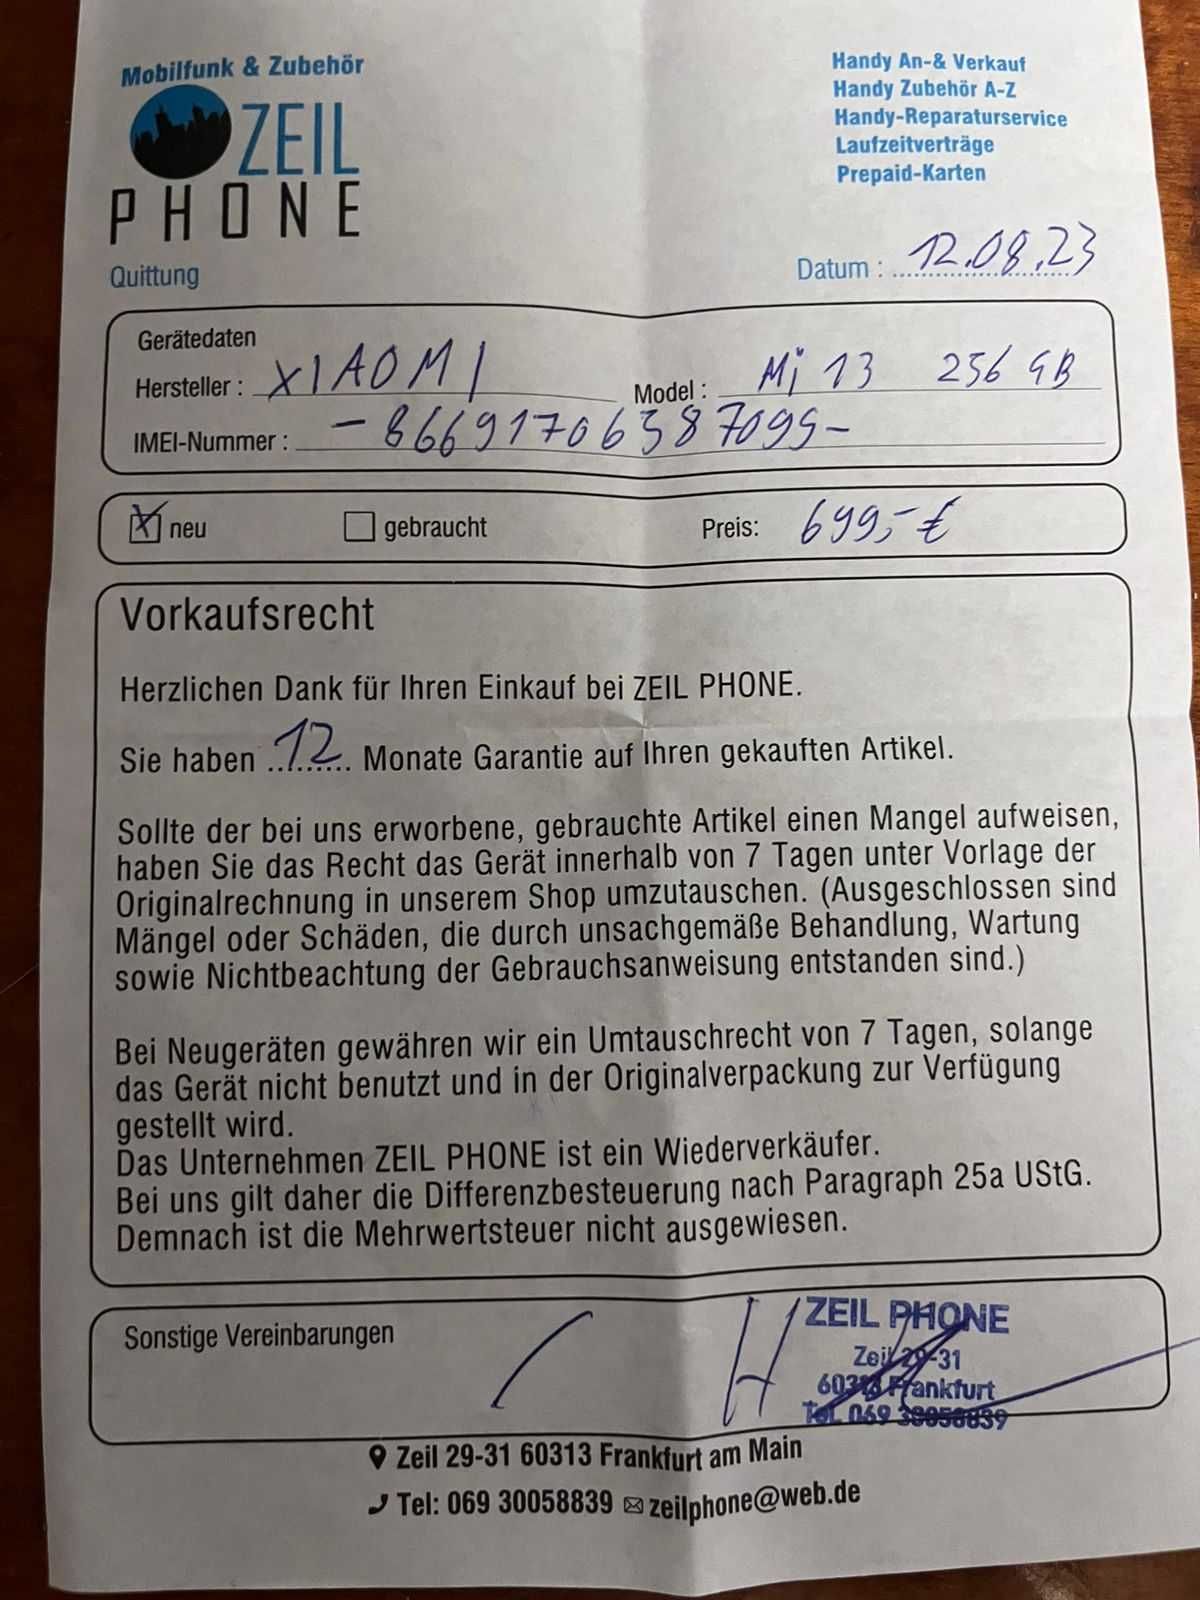 Mobilfunk & Zubehör
ZEIL
PHONE
Handy An-& Verkauf
Handy Zubehör A-Z
Handy-Reparaturservice
Laufzeitverträge
Prepaid-Karten
Quittung
Datum : 12.08.23
Gerätedaten
Hersteller : XIAOMI Model : Mi 13 256 GB
IMEI-Nummer : -866917706387099-
neu gebraucht Preis: 699,- €
Vorkaufsrecht
Herzlichen Dank für Ihren Einkauf bei ZEIL PHONE.
Sie haben 12 Monate Garantie auf Ihren gekauften Artikel.
Sollte der bei uns erworbene, gebrauchte Artikel einen Mangel aufweisen,
haben Sie das Recht das Gerät innerhalb von 7 Tagen unter Vorlage der
Originalrechnung in unserem Shop umzutauschen. (Ausgeschlossen sind
Mängel oder Schäden, die durch unsachgemäße Behandlung, Wartung
sowie Nichtbeachtung der Gebrauchsanweisung entstanden sind.)
Bei Neugeräten gewähren wir ein Umtauschrecht von 7 Tagen, solange
das Gerät nicht benutzt und in der Originalverpackung zur Verfügung
gestellt wird.
Das Unternehmen ZEIL PHONE ist ein Wiederverkäufer.
Bei uns gilt daher die Differenzbesteuerung nach Paragraph 25a UStG.
Demnach ist die Mehrwertsteuer nicht ausgewiesen.
Sonstige Vereinbarungen
ZEIL PHONE
Zeil 29-31
60313 Frankfurt
Tel. 069 30058839
Zeil 29-31 60313 Frankfurt am Main
Tel: 069 30058839 zeilphone@web.de